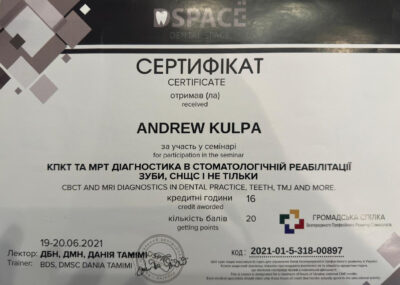 DSPACE
DENTAL SPACE
СЕРТИФІКАТ
CERTIFICATE
отримав (ла)
received
ANDREW KULPA
за участь у семінарі
for participation in the seminar
КПКТ ТА МРТ ДІАГНОСТИКА В СТОМАТОЛОГІЧНІЙ РЕАБІЛІТАЦІЇ
ЗУБИ, СНЩС І НЕ ТІЛЬКИ
CBCT AND MRI DIAGNOSTICS IN DENTAL PRACTICE, TEETH, TMJ AND MORE.
кредитні години 16
credit awarded
кількість балів 20
getting points
ГРОМАДСЬКА СПІЛКА
19-20.06.2021
Лектор: ДБН, ДМН, ДАНІЯ ТАМІМІ
Trainer: BDS, DMSC DANIA TAMIMI
КОД: 2021-01-5-318-00897